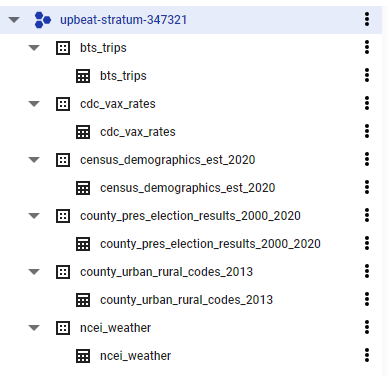 upbeat-stratum-347321
bts_trips
bts_trips
cdc_vax_rates
cdc_vax_rates
census_demographics_est_2020
census_demographics_est_2020
county_pres_election_results_2000_2020
county_pres_election_results_2000_2020
county_urban_rural_codes_2013
county_urban_rural_codes_2013
ncei_weather
ncei_weather